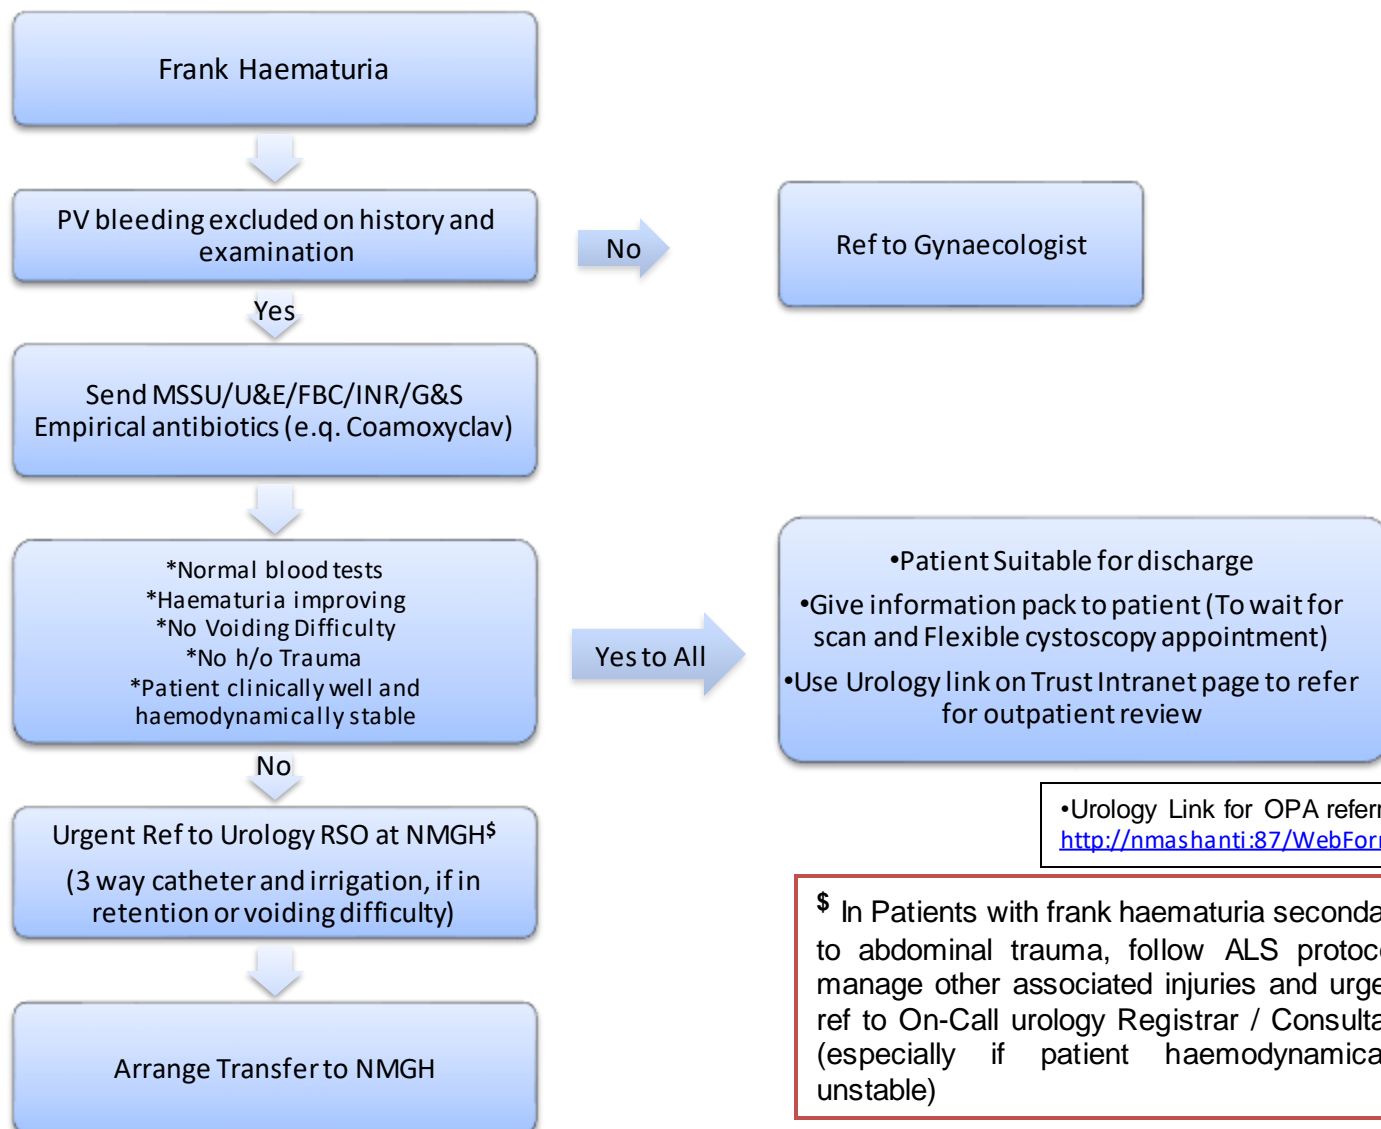 Frank Haematuria
PV bleeding excluded on history and
examination
No
Ref to Gynaecologist
Yes
Send MSSU/U&E/FBC/INR/G&S
Empirical antibiotics (e.q. Coamoxyclav)
*Normal blood tests
*Haematuria improving
*No Voiding Difficulty
*No h/o Trauma
*Patient clinically well and
haemodynamically stable
Yes to All
•Patient Suitable for discharge
•Give information pack to patient (To wait for
scan and Flexible cystoscopy appointment)
•Use Urology link on Trust Intranet page to refer
for outpatient review
No
Urgent Ref to Urology RSO at NMGH$
(3 way catheter and irrigation, if in
retention or voiding difficulty)
•Urology Link for OPA
http://nmashanti:87/WebFor
$ In Patients with frank haematuria
to abdominal trauma, follow ALS
manage other associated injuries and
ref to On-Call urology Registrar /
(especially if patient
unstable)
Arrange Transfer to NMGH